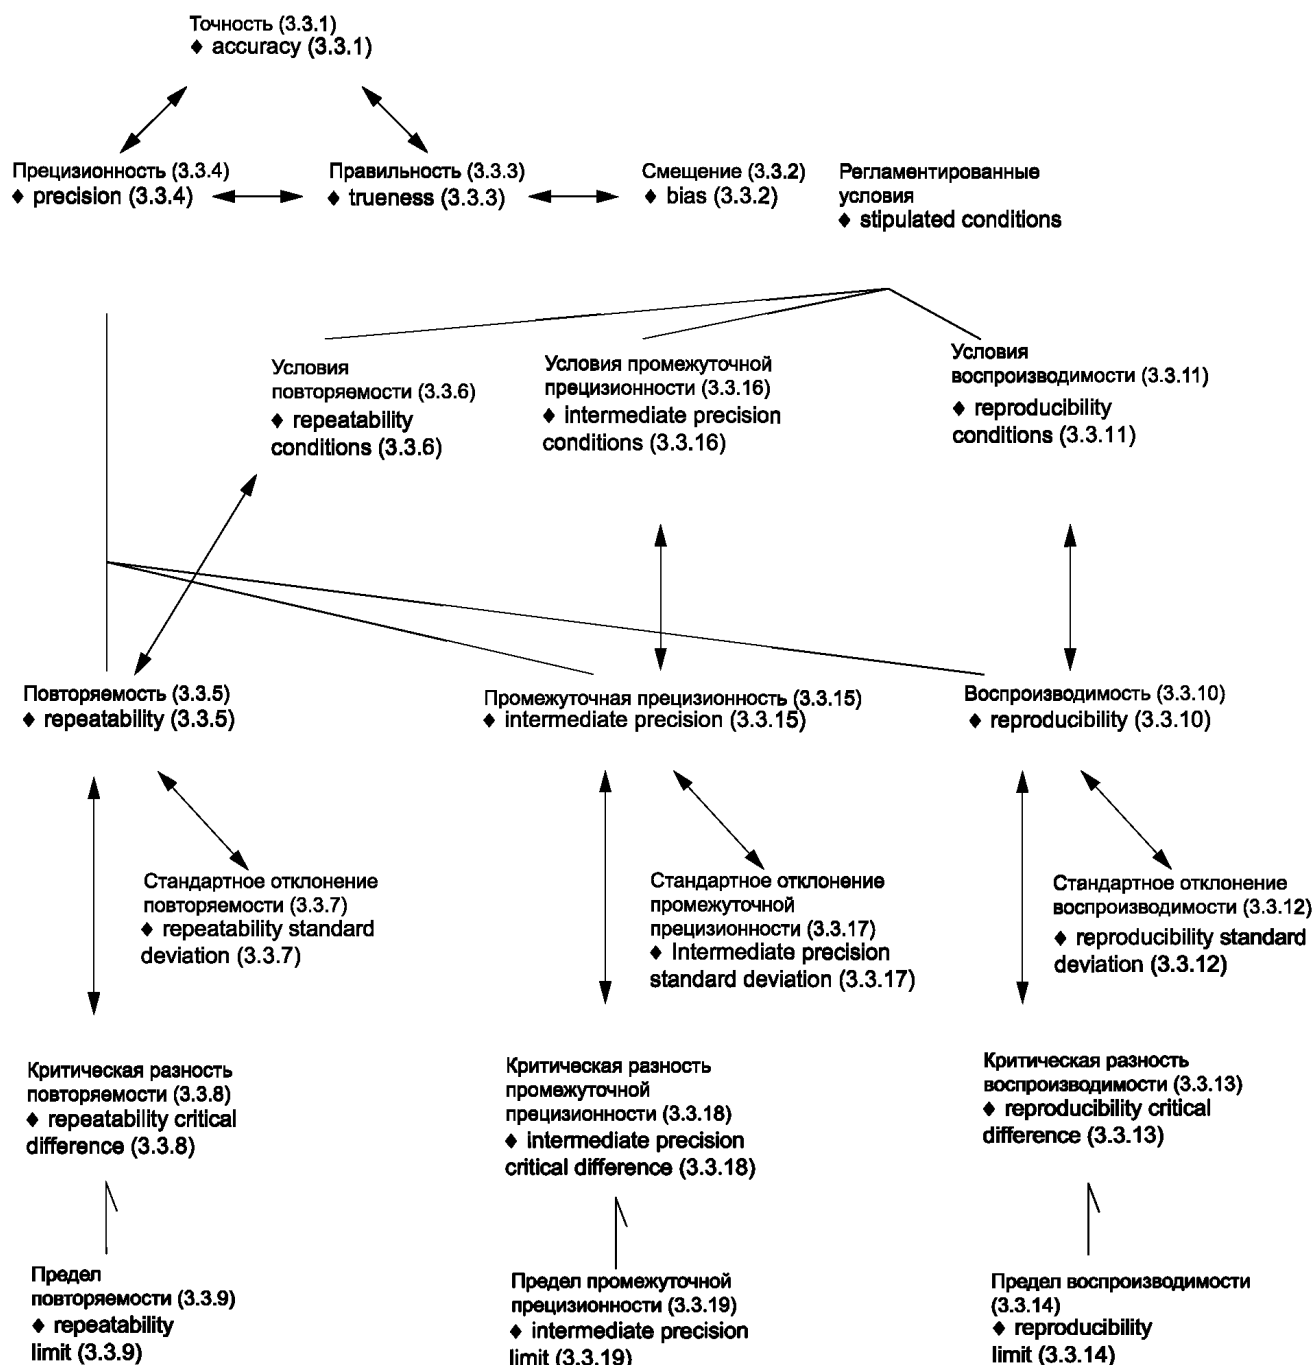 Точность (3.3.1)
♦ accuracy (3.3.1)
Прецизионность (3.3.4)
♦ precision (3.3.4)
Правильность (3.3.3)
♦ trueness (3.3.3)
Смещение (3.3.2)
♦ bias (3.3.2)
Регламентированные
условия
♦ stipulated conditions
Условия
повторяемости (3.3.6)
♦ repeatability
conditions (3.3.6)
Условия промежуточной
прецизионности (3.3.16)
♦ intermediate precision
conditions (3.3.16)
Условия
воспроизводимости (3.3.11)
♦ reproducibility
conditions (3.3.11)
Повторяемость (3.3.5)
♦ repeatability (3.3.5)
Промежуточная прецизионность (3.3.15)
♦ intermediate precision (3.3.15)
Воспроизводимость (3.3.10)
♦ reproducibility (3.3.10)
Стандартное отклонение
повторяемости (3.3.7)
♦ repeatability standard
deviation (3.3.7)
Стандартное отклонение
промежуточной
прецизионности (3.3.17)
♦ Intermediate precision
standard deviation (3.3.17)
Стандартное отклонение
воспроизводимости (3.3.12)
♦ reproducibility standard
deviation (3.3.12)
Критическая разность
повторяемости (3.3.8)
♦ repeatability critical
difference (3.3.8)
Критическая разность
промежуточной
прецизионности (3.3.18)
♦ intermediate precision
critical difference (3.3.18)
Критическая разность
воспроизводимости (3.3.13)
♦ reproducibility critical
difference (3.3.13)
Предел
повторяемости (3.3.9)
♦ repeatability
limit (3.3.9)
Предел промежуточной
прецизионности (3.3.19)
♦ intermediate precision
limit (3.3.19)
Предел воспроизводимости
(3.3.14)
♦ reproducibility
limit (3.3.14)